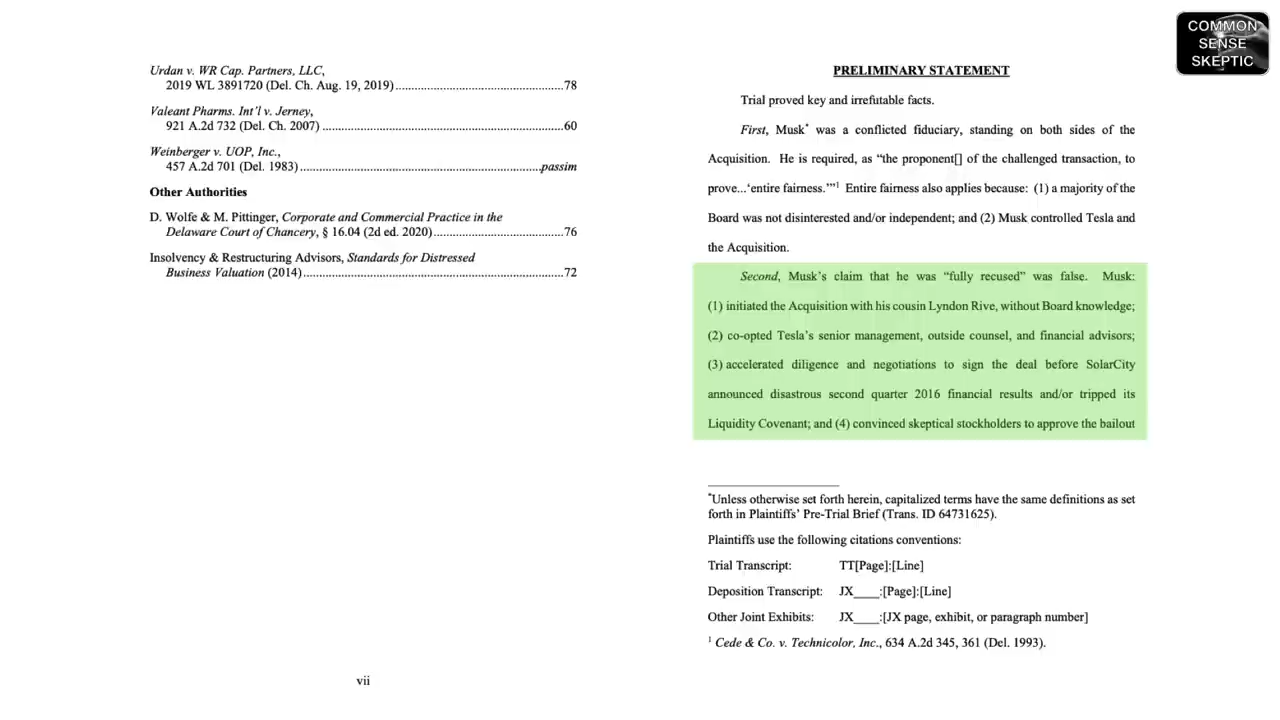 Urdan v. WR Cap. Partners, LLC,
2019 WL 3891720 (Del. Ch. Aug. 19, 2019)..........................................................78
Valeant Pharms. Int’l v. Jerney,
921 A.2d 732 (Del. Ch. 2007) ..................................................................................60
Weinberger v. UOP, Inc.,
457 A.2d 701 (Del. 1983)..................................................................................passim
Other Authorities
D. Wolfe & M. Pittinger, Corporate and Commercial Practice in the
Delaware Court of Chancery, § 16.04 (2d ed. 2020)............................................76
Insolvency & Restructuring Advisors, Standards for Distressed
Business Valuation (2014)........................................................................................72
vii
COMMON
SENSE
SKEPTIC
PRELIMINARY STATEMENT
Trial proved key and irrefutable facts.
First, Musk* was a conflicted fiduciary, standing on both sides of the
Acquisition. He is required, as “the proponent[] of the challenged transaction, to
prove...‘entire fairness.’”1 Entire fairness also applies because: (1) a majority of the
Board was not disinterested and/or independent; and (2) Musk controlled Tesla and
the Acquisition.
Second, Musk’s claim that he was “fully recused” was false. Musk:
(1) initiated the Acquisition with his cousin Lyndon Rive, without Board knowledge;
(2) co-opted Tesla’s senior management, outside counsel, and financial advisors;
(3) accelerated diligence and negotiations to sign the deal before SolarCity
announced disastrous second quarter 2016 financial results and/or tripped its
Liquidity Covenant; and (4) convinced skeptical stockholders to approve the bailout
*Unless otherwise set forth herein, capitalized terms have the same definitions as set
forth in Plaintiffs’ Pre-Trial Brief (Trans. ID 64731625).
Plaintiffs use the following citations conventions:
Trial Transcript: TT[Page]:[Line]
Deposition Transcript: JX____:[Page]:[Line]
Other Joint Exhibits: JX____:[JX page, exhibit, or paragraph number]
1 Cede & Co. v. Technicolor, Inc., 634 A.2d 345, 361 (Del. 1993).